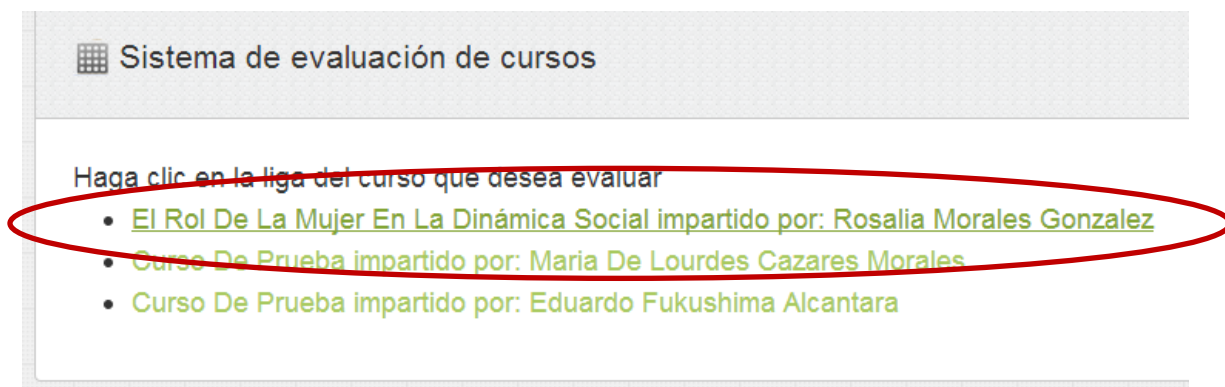 Sistema de evaluación de cursos
Haga clic en la liga del curso que desea evaluar
El Rol De La Mujer En La Dinámica Social impartido por: Rosalia Morales Gonzalez
Curso De Prueba impartido por: Maria De Lourdes Cazares Morales
Curso De Prueba impartido por: Eduardo Fukushima Alcantara